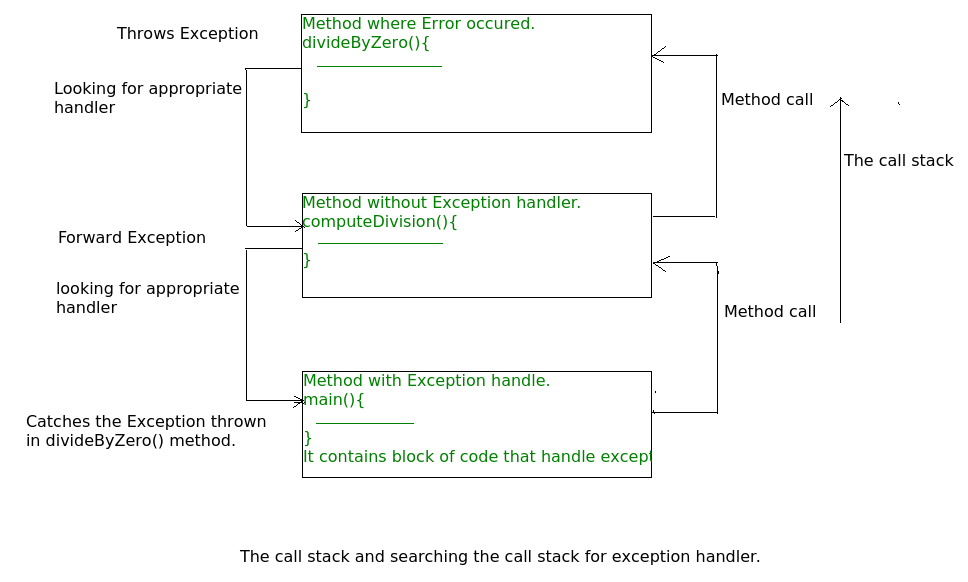 Method where Error occured.
divideByZero(){
}
Throws Exception
Looking for appropriate
handler
Method call
The call stack
Method without Exception handler.
computeDivision(){
}
Forward Exception
looking for appropriate
handler
Method call
Method with Exception handle.
main(){
}
It contains block of code that handle except
Catches the Exception thrown
in divideByZero() method.
The call stack and searching the call stack for exception handler.